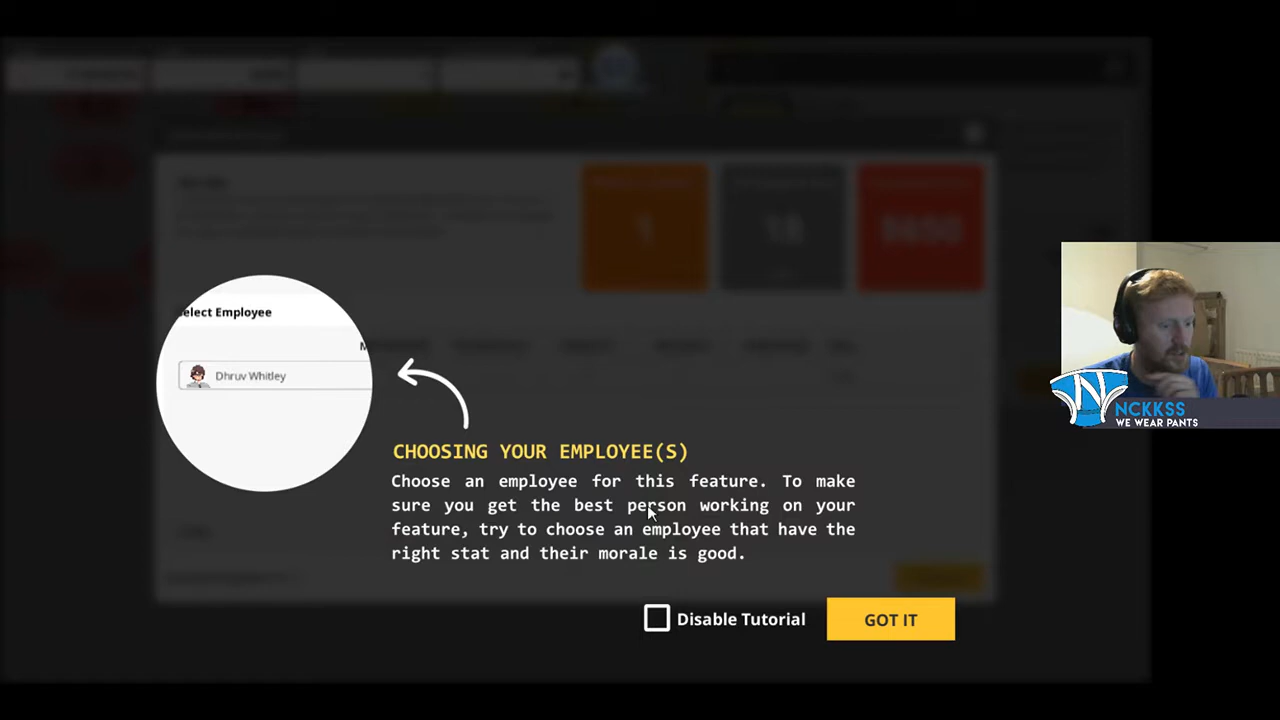 elect Employee
Dhruv Whitley
CHOOSING YOUR EMPLOYEE(S)
Choose an employee for this feature. To make
sure you get the best person working on your
feature, try to choose an employee that have the
right stat and their morale is good.
Disable Tutorial
GOT IT
N
NCKKSS
WE WEAR PANTS